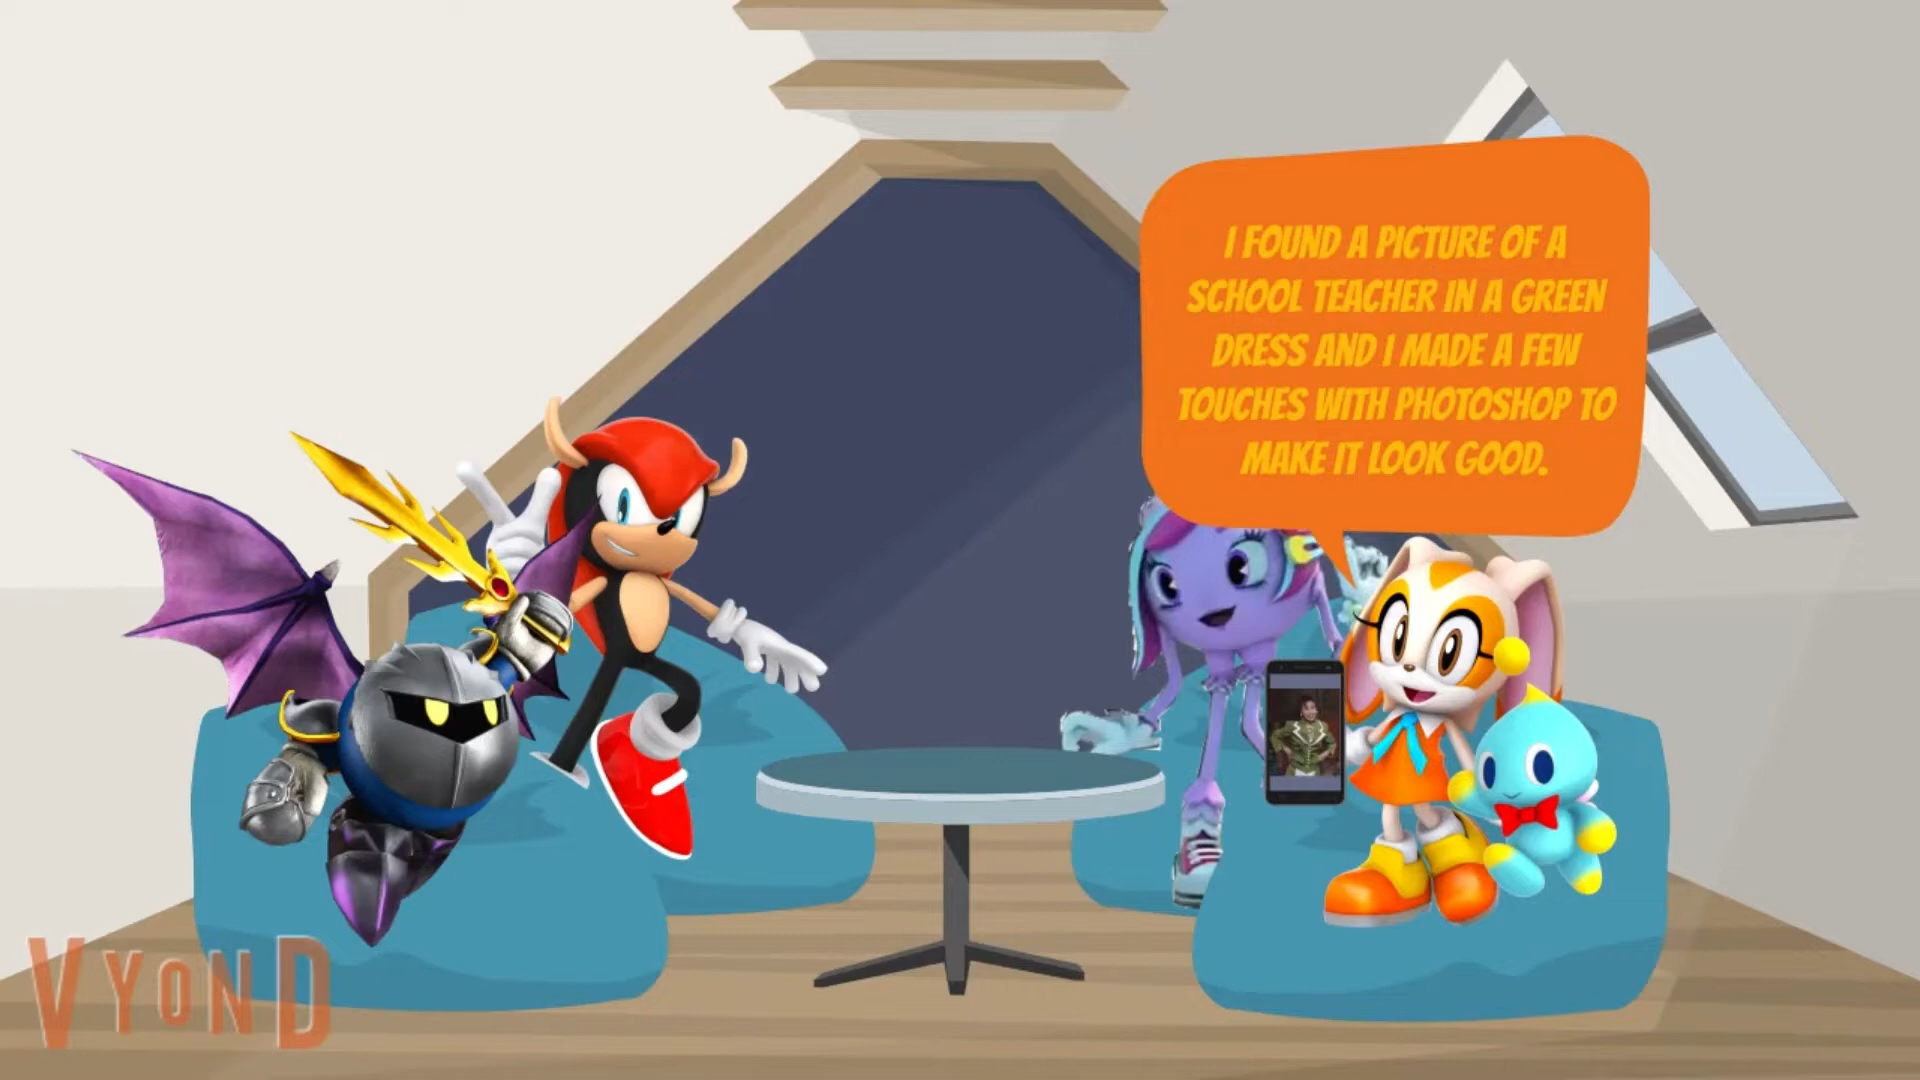 I FOUND A PICTURE OF A
SCHOOL TEACHER IN A GREEN
DRESS AND I MADE A FEW
TOUCHES WITH PHOTOSHOP TO
MAKE IT LOOK GOOD.
VYOND